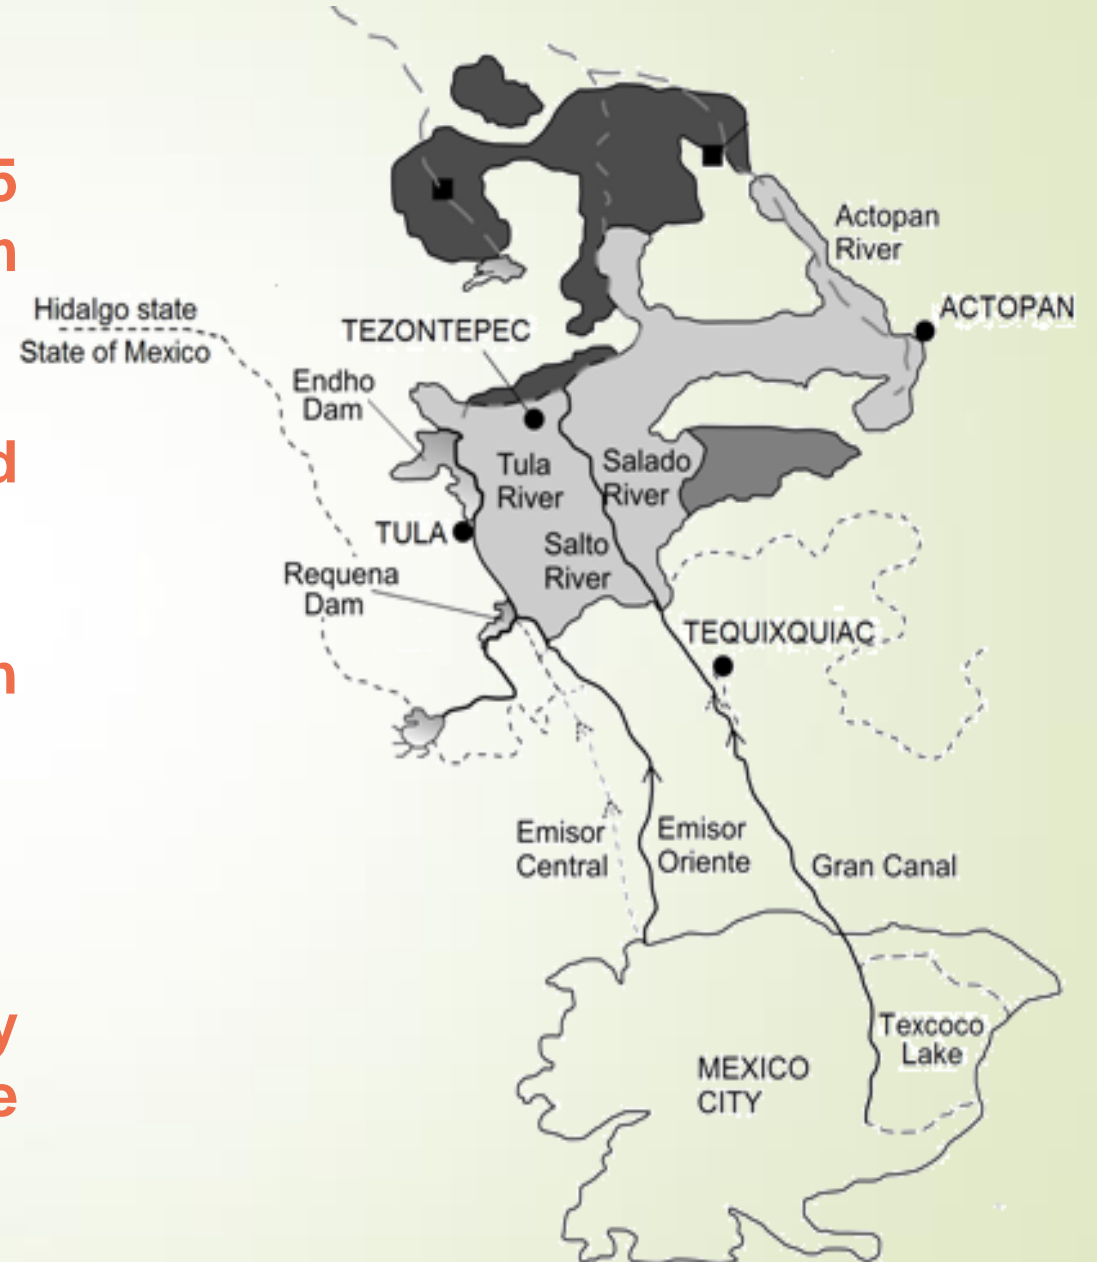 5
n
d
n
y
e
Actopan
River
ACTOPAN
Hidalgo state
State of Mexico
TEZONTEPEC
Endho
Dam
Tula
River
Salado
River
TULA
Salto
River
Requena
Dam
TEQUIXQUIAC
Emisor
Central
Emisor
Oriente
Gran Canal
Texcoco
Lake
MEXICO
CITY